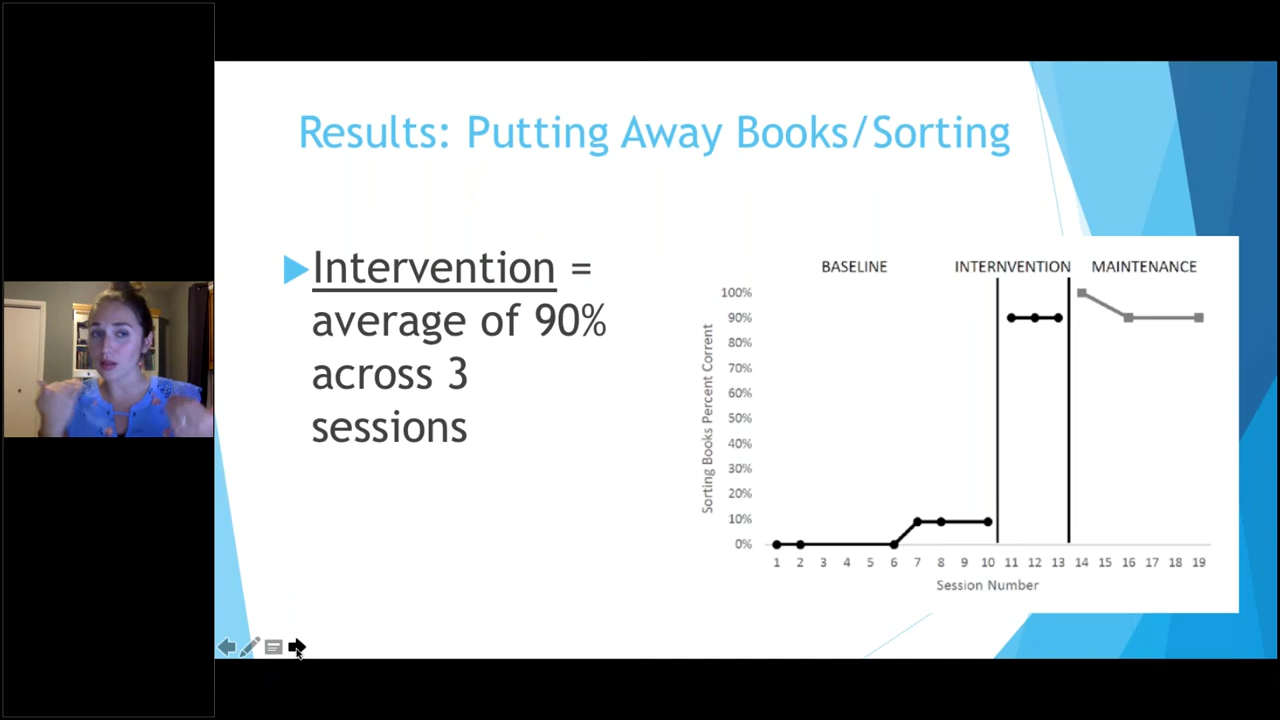 Results: Putting Away Books/Sorting
Intervention =
average of 90%
across 3
sessions
BASELINE INTERNVENTION MAINTENANCE
Sorting Books Percent Corrent
100%
90%
80%
70%
60%
50%
40%
30%
20%
10%
0%
1 2 3 4 5 6 7 8 9 10 11 12 13 14 15 16 17 18 19
Session Number